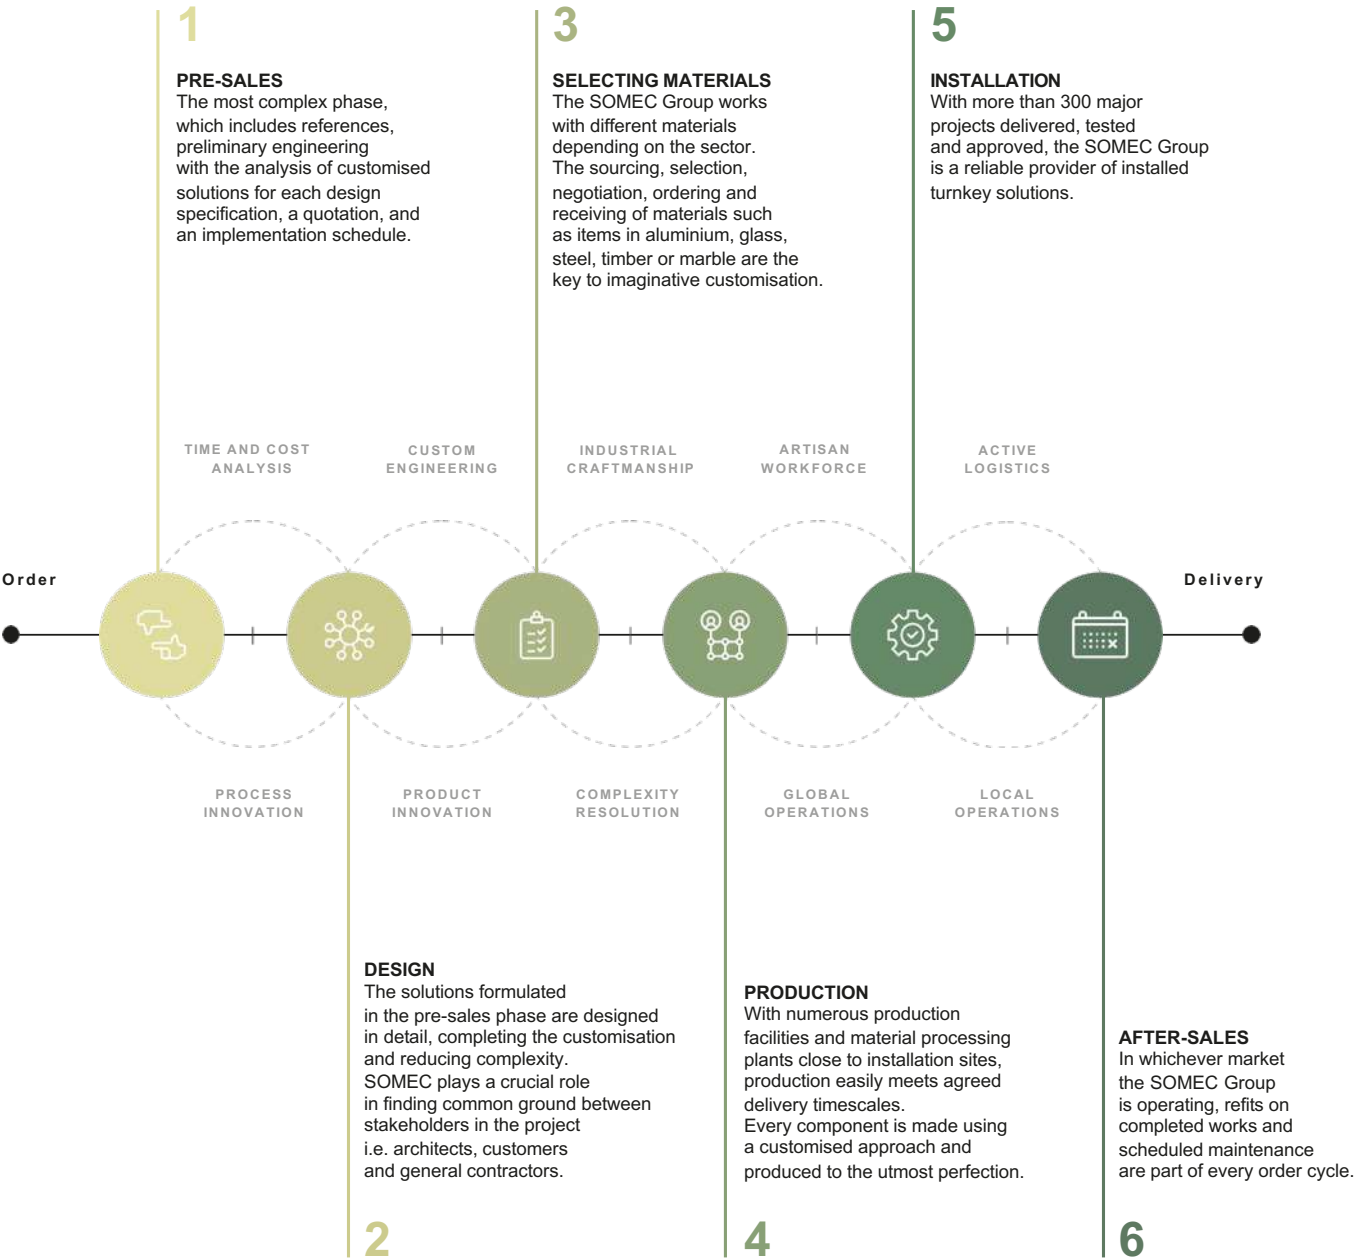 1
PRE-SALES
The most complex phase,
which includes references,
preliminary engineering
with the analysis of customised
solutions for each design
specification, a quotation, and
an implementation schedule.
3
SELECTING MATERIALS
The SOMEC Group works
with different materials
depending on the sector.
The sourcing, selection,
negotiation, ordering and
receiving of materials such
as items in aluminium, glass,
steel, timber or marble are the
key to imaginative customisation.
5
INSTALLATION
With more than 300 major
projects delivered, tested
and approved, the SOMEC Group
is a reliable provider of installed
turnkey solutions.
TIME AND COST
ANALYSIS
CUSTOM
ENGINEERING
INDUSTRIAL
CRAFTMANSHIP
ARTISAN
WORKFORCE
ACTIVE
LOGISTICS
Order
Delivery
PROCESS
INNOVATION
PRODUCT
INNOVATION
COMPLEXITY
RESOLUTION
GLOBAL
OPERATIONS
LOCAL
OPERATIONS
DESIGN
The solutions formulated
in the pre-sales phase are designed
in detail, completing the customisation
and reducing complexity.
SOMEC plays a crucial role
in finding common ground between
stakeholders in the project
i.e. architects, customers
and general contractors.
2
PRODUCTION
With numerous production
facilities and material processing
plants close to installation sites,
production easily meets agreed
delivery timescales.
Every component is made using
a customised approach and
produced to the utmost perfection.
4
AFTER-SALES
In whichever market
the SOMEC Group
is operating, refits on
completed works and
scheduled maintenance
are part of every order cycle.
6